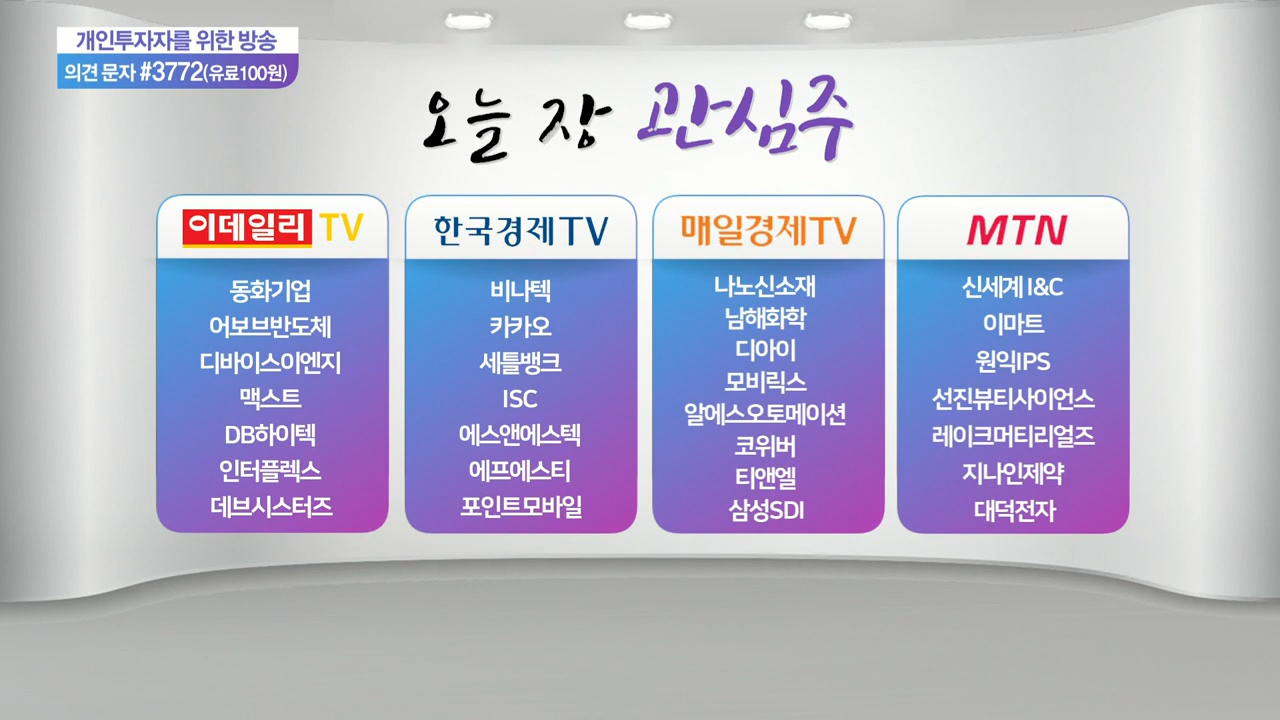 개인투자자를 위한 방송
의견 문자 #3772(유료100원)
오늘 장 관심주
이데일리 TV
동화기업
어보브반도체
디바이스이엔지
맥스트
DB하이텍
인터플렉스
데브시스터즈
한국경제TV
비나텍
카카오
세틀뱅크
ISC
에스앤에스텍
에프에스티
포인트모바일
매일경제TV
나노신소재
남해화학
디아이
모비릭스
알에스오토메이션
코위버
티앤엘
삼성SDI
MTN
신세계 I&C
이마트
원익IPS
선진뷰티사이언스
레이크머티리얼즈
지나인제약
대덕전자